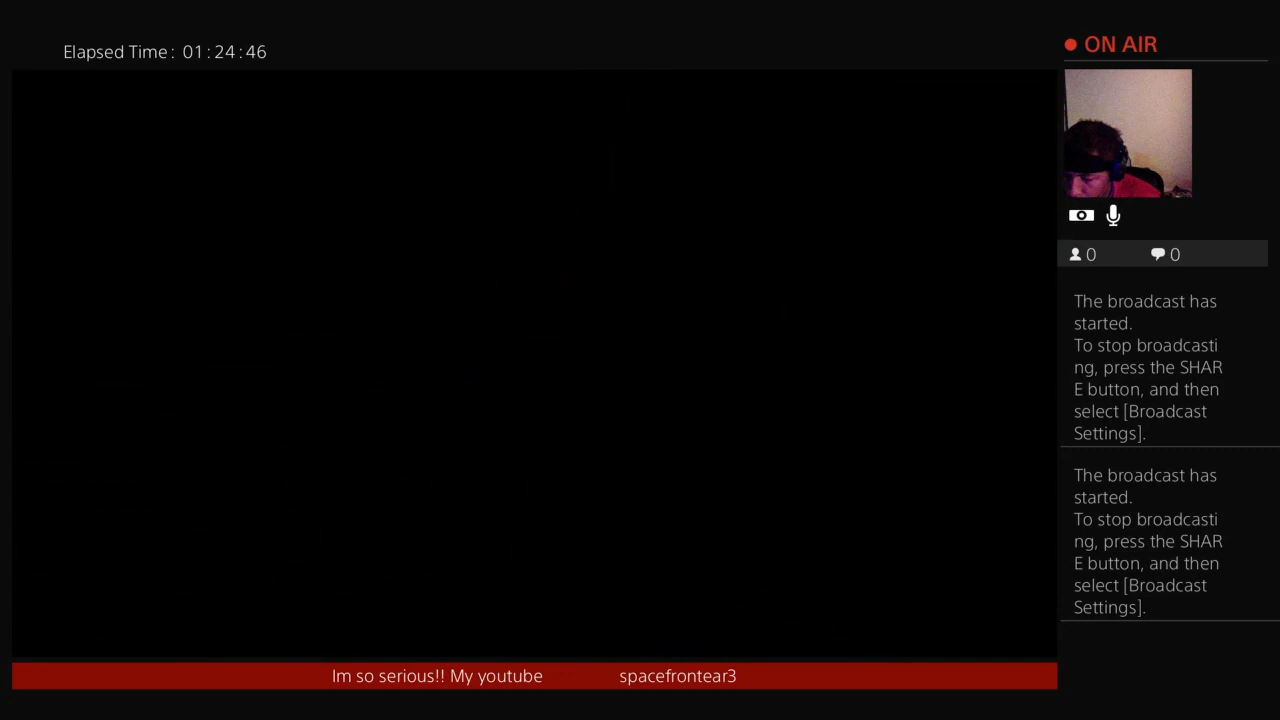 Elapsed Time: 01:24:46
ON AIR
0 0
The broadcast has
started.
To stop broadcasti
ng, press the SHAR
E button, and then
select [Broadcast
Settings].
The broadcast has
started.
To stop broadcasti
ng, press the SHAR
E button, and then
select [Broadcast
Settings].
Im so serious!! My youtube spacefrontear3